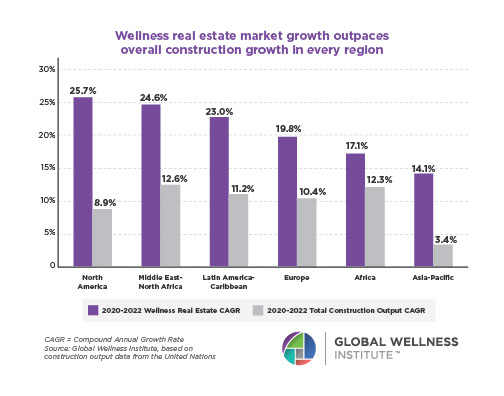 Wellness real estate market growth outpaces
overall construction growth in every region
30%
25%
20%
15%
10%
5%
0
25.7%
8.9%
24.6%
12.6%
23.0%
11.2%
19.8%
10.4%
17.1%
12.3%
14.1%
3.4%
North
America
Middle East-
North Africa
Latin America-
Caribbean
Europe
Africa
Asia-Pacific
2020-2022 Wellness Real Estate CAGR
2020-2022 Total Construction Output CAGR
CAGR = Compound Annual Growth Rate
Source: Global Wellness Institute, based on
construction output data from the United Nations
GLOBAL WELLNESS
INSTITUTE™